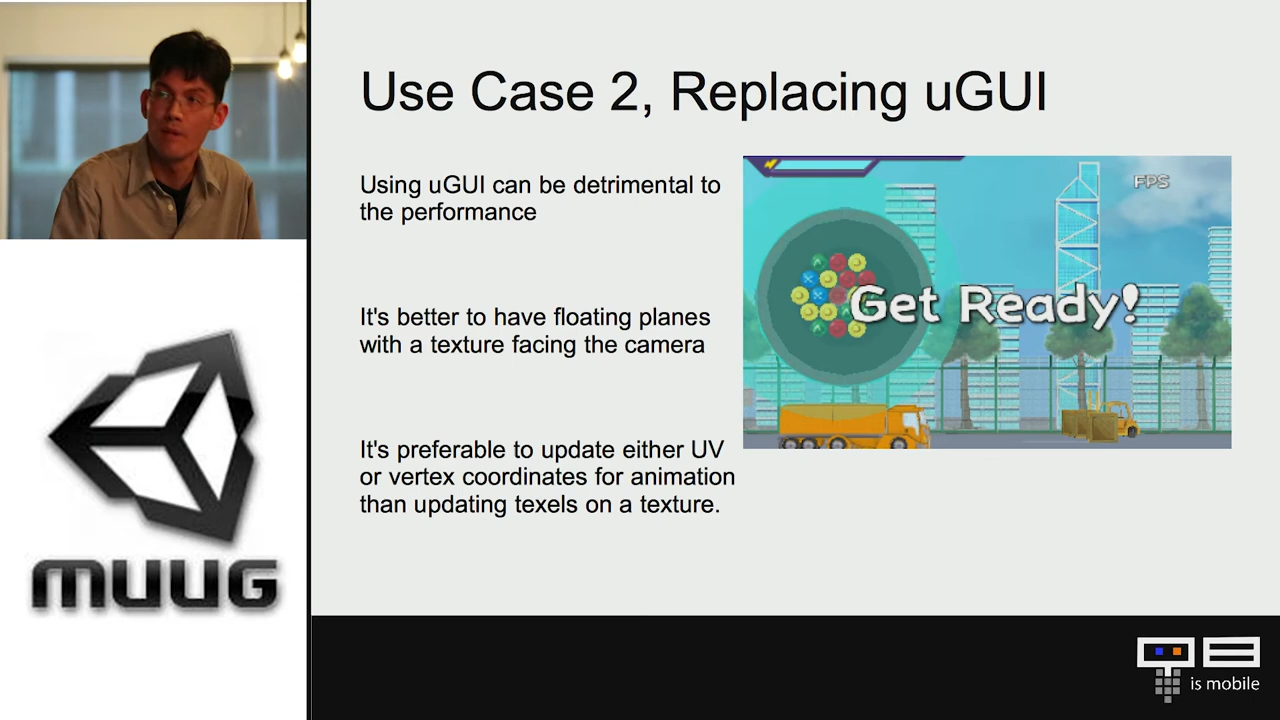 Use Case 2, Replacing uGUI
Using uGUI can be detrimental to
the performance
It's better to have floating planes
with a texture facing the camera
It's preferable to update either UV
or vertex coordinates for animation
than updating texels on a texture.
FPS
Get Ready!
MUUG
is mobile